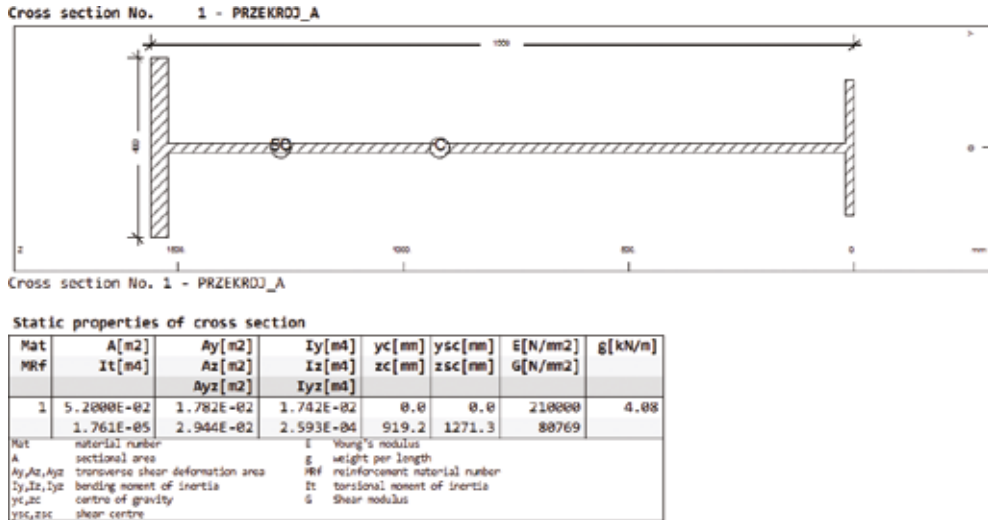 Cross section No. 1 - PRZEKROJ_A
SC
C
Z
1500.
1000.
500.
0
mm
Cross section No. 1 - PRZEKROJ_A
Static properties of cross section
Mat A[m2] Ay[m2] Iy[m4] yc[mm] ysc[mm] E[N/mm2] g[kN/m]
MRf It[m4] Az[m2] Iz[m4] zc[mm] zsc[mm] G[N/mm2]
Ayz[m2] Iyz[m4]
1 5.2000E-02 1.782E-02 1.742E-02 0.0 0.0 210000 4.08
1.761E-05 2.944E-02 2.593E-04 919.2 1271.3 80769
Mat material number E Young's modulus
A sectional area g weight per length
Ay,Az,Ayz transverse shear deformation area MRf reinforcement material number
Iy,Iz,Iyz bending moment of inertia It torsional moment of inertia
yc,zc centre of gravity G Shear modulus
ysc,zsc shear centre